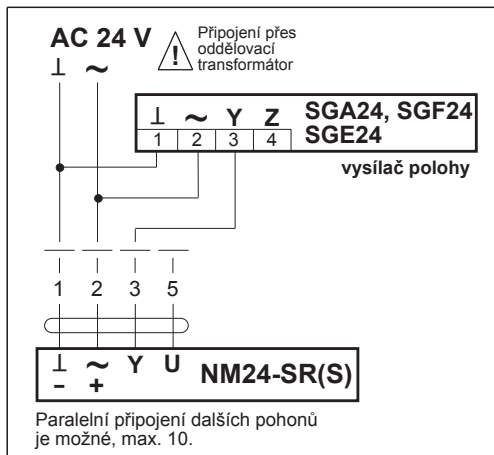 AC 24 V
⊥ ~
!
Připojení přes
oddělovací
transformátor
⊥ ~ Y Z
1 2 3 4
SGA24, SGF24
SGE24
vysílač polohy
1 2 3 5
⊥ ~ Y U
- +
NM24-SR(S)
Paralelní připojení dalších pohonů
je možné, max. 10.